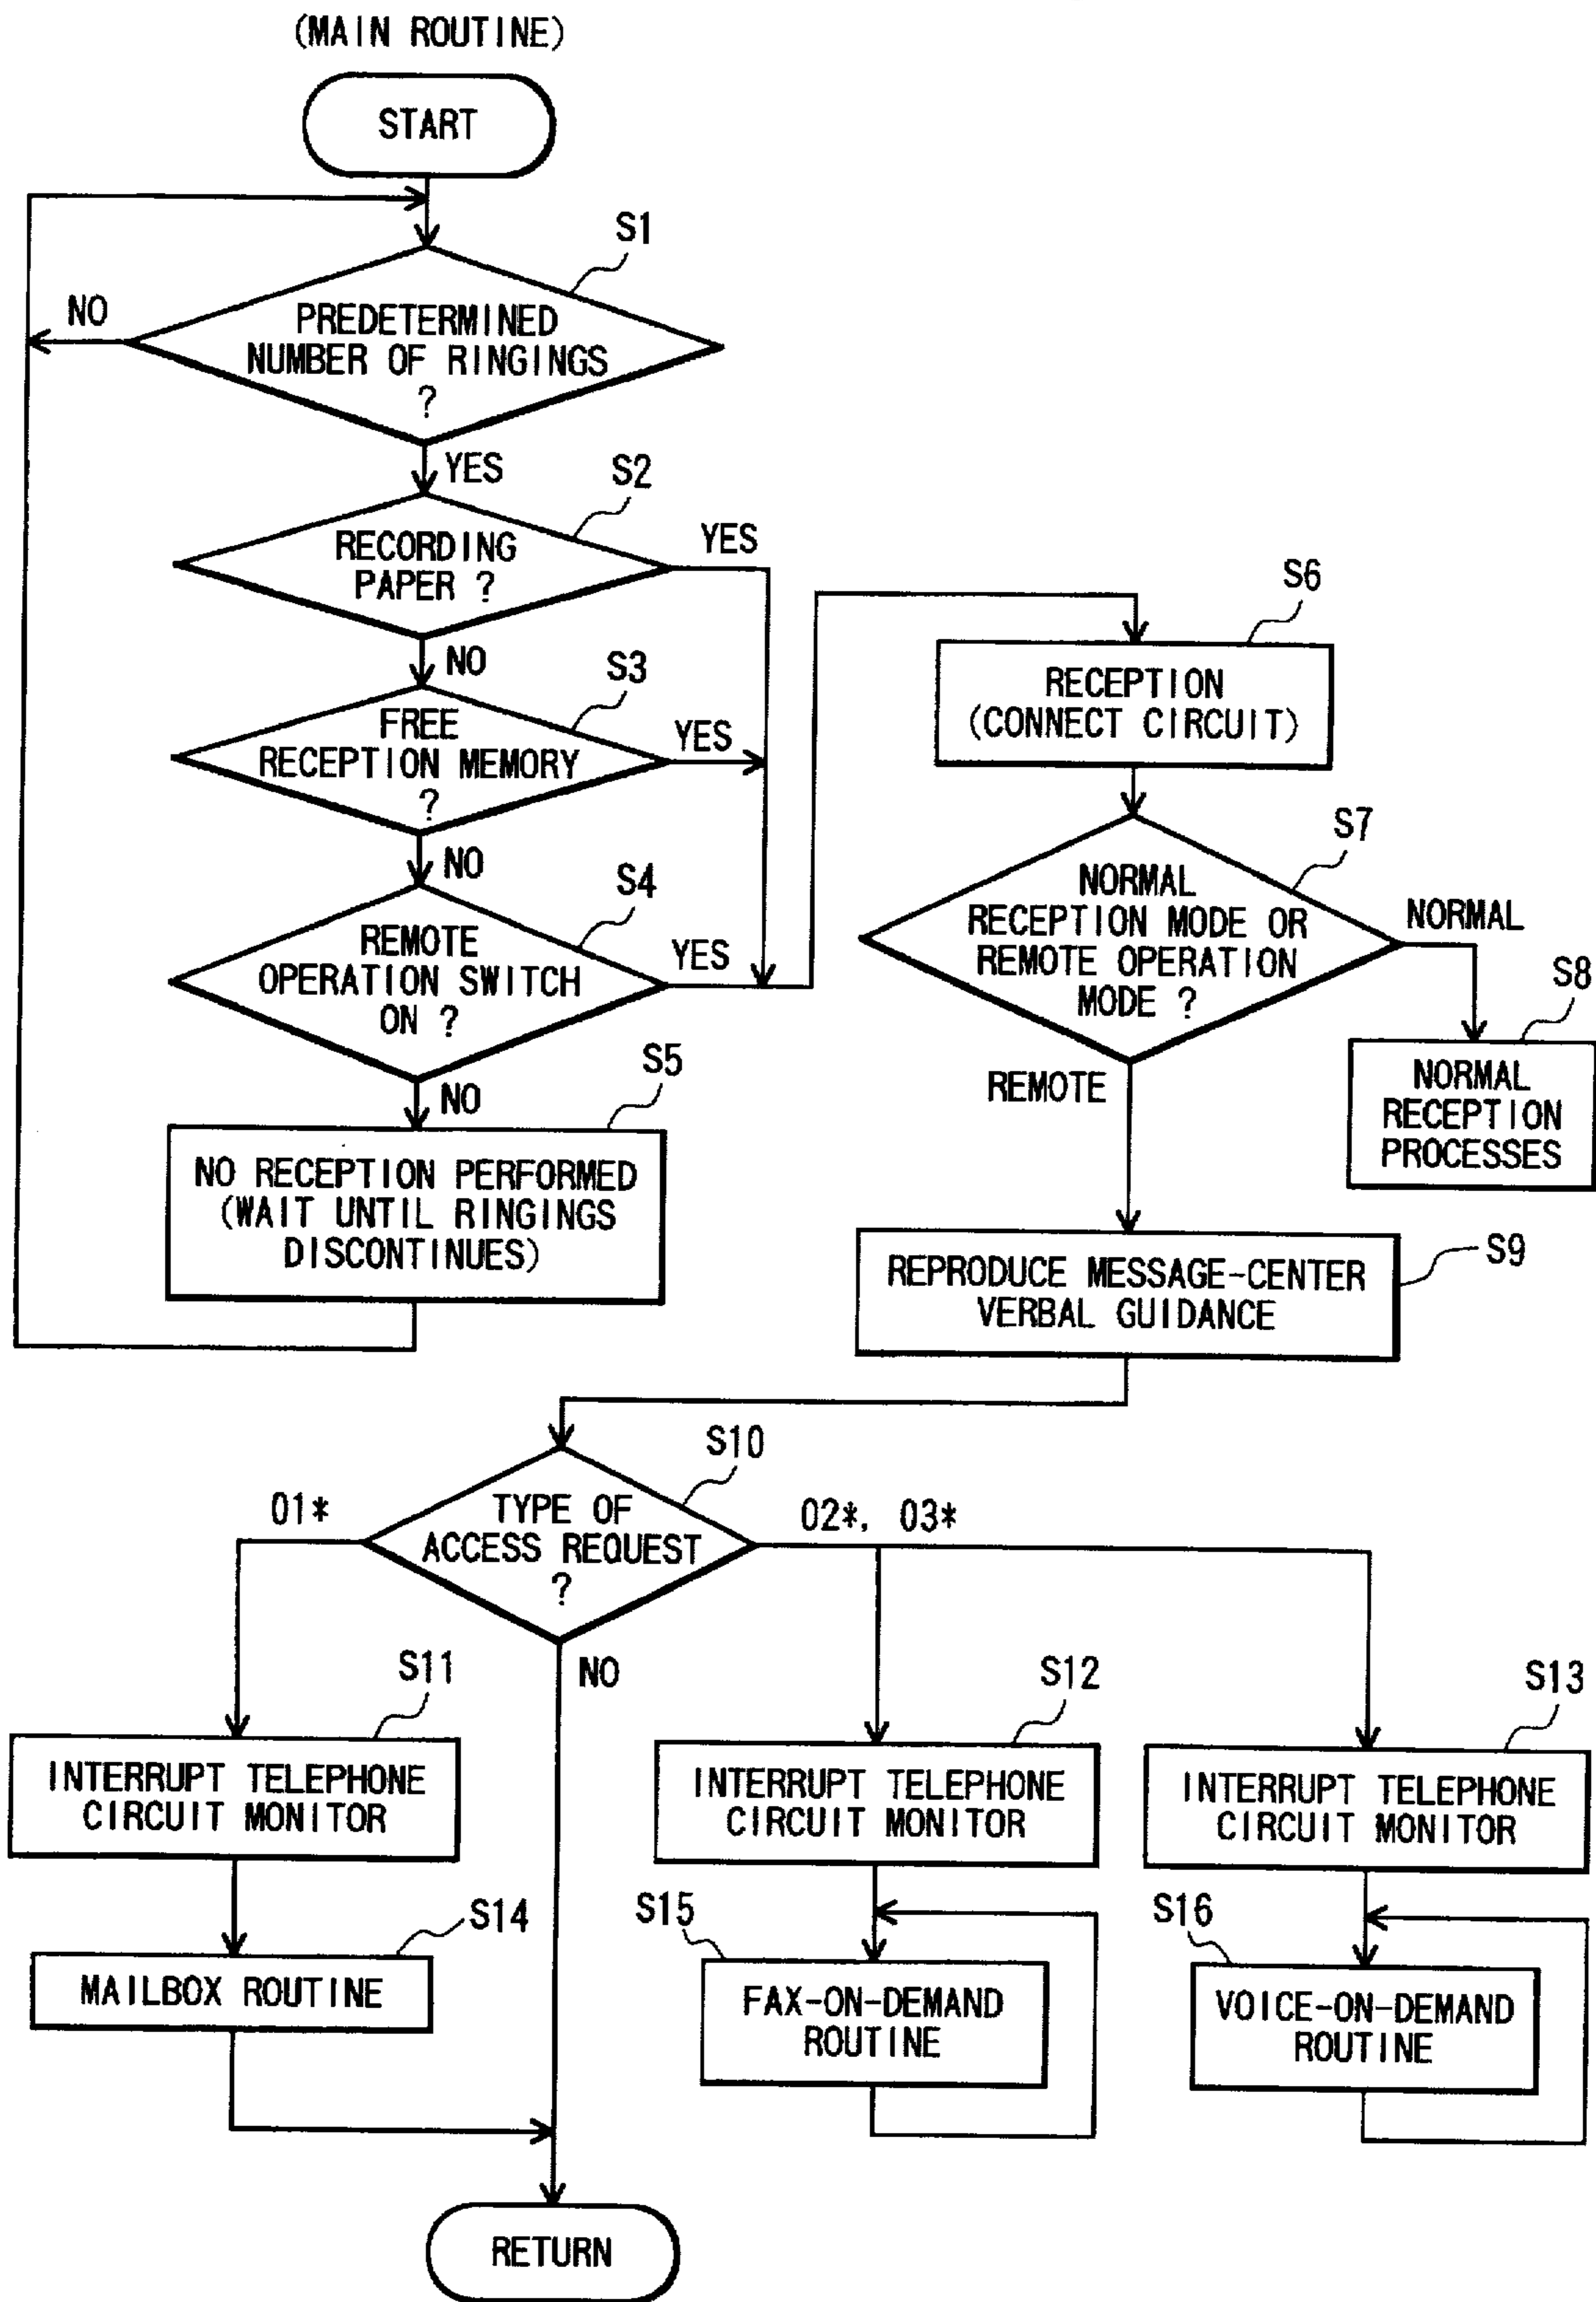 (MAIN ROUTINE)
START
S1
NO
PREDETERMINED
NUMBER OF RINGINGS
?
YES
S2
RECORDING
PAPER ?
YES
NO
S3
FREE
RECEPTION MEMORY
?
YES
NO
S4
REMOTE
OPERATION SWITCH
ON ?
YES
NO
S5
NO RECEPTION PERFORMED
(WAIT UNTIL RINGINGS
DISCONTINUES)
S6
RECEPTION
(CONNECT CIRCUIT)
S7
NORMAL
RECEPTION MODE OR
REMOTE OPERATION
MODE ?
NORMAL
S8
NORMAL
RECEPTION
PROCESSES
REMOTE
S9
REPRODUCE MESSAGE-CENTER
VERBAL GUIDANCE
S10
01*
TYPE OF
ACCESS REQUEST
?
02*, 03*
NO
S11
INTERRUPT TELEPHONE
CIRCUIT MONITOR
S12
INTERRUPT TELEPHONE
CIRCUIT MONITOR
S13
INTERRUPT TELEPHONE
CIRCUIT MONITOR
S14
MAILBOX ROUTINE
S15
FAX-ON-DEMAND
ROUTINE
S16
VOICE-ON-DEMAND
ROUTINE
RETURN